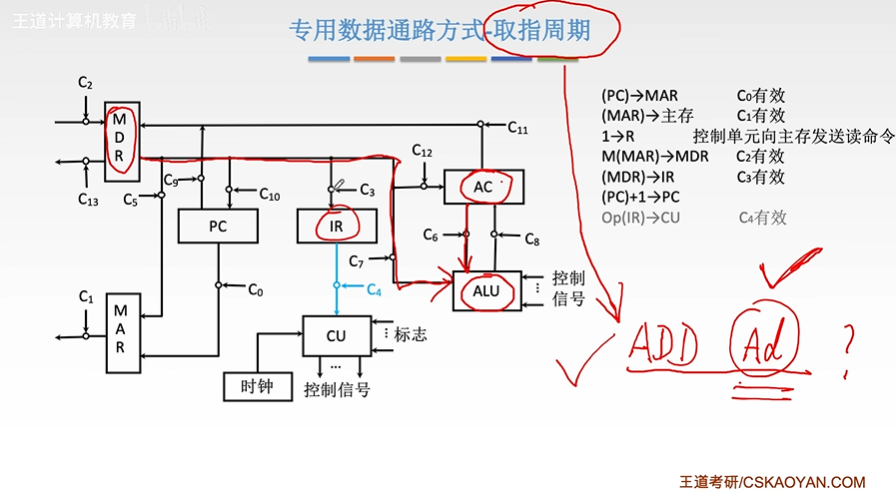 王道计算机教育
专用数据通路方式-取指周期
(PC)→MAR C₀有效
(MAR)→主存 C₁有效
1→R 控制单元向主存发送读命令
M(MAR)→MDR C₂有效
(MDR)→IR C₃有效
(PC)+1→PC
Op(IR)→CU C₄有效
C₂
MDR
C₁₁
C₁₂
C₉
C₁₃
C₅
C₁₀
C₃
AC
PC
IR
C₆
C₈
C₇
C₁
C₀
C₄
ALU
控制
信号
MAR
CU
标志
时钟
控制信号
ADD Ad ?
王道考研/CSKAOYAN.COM